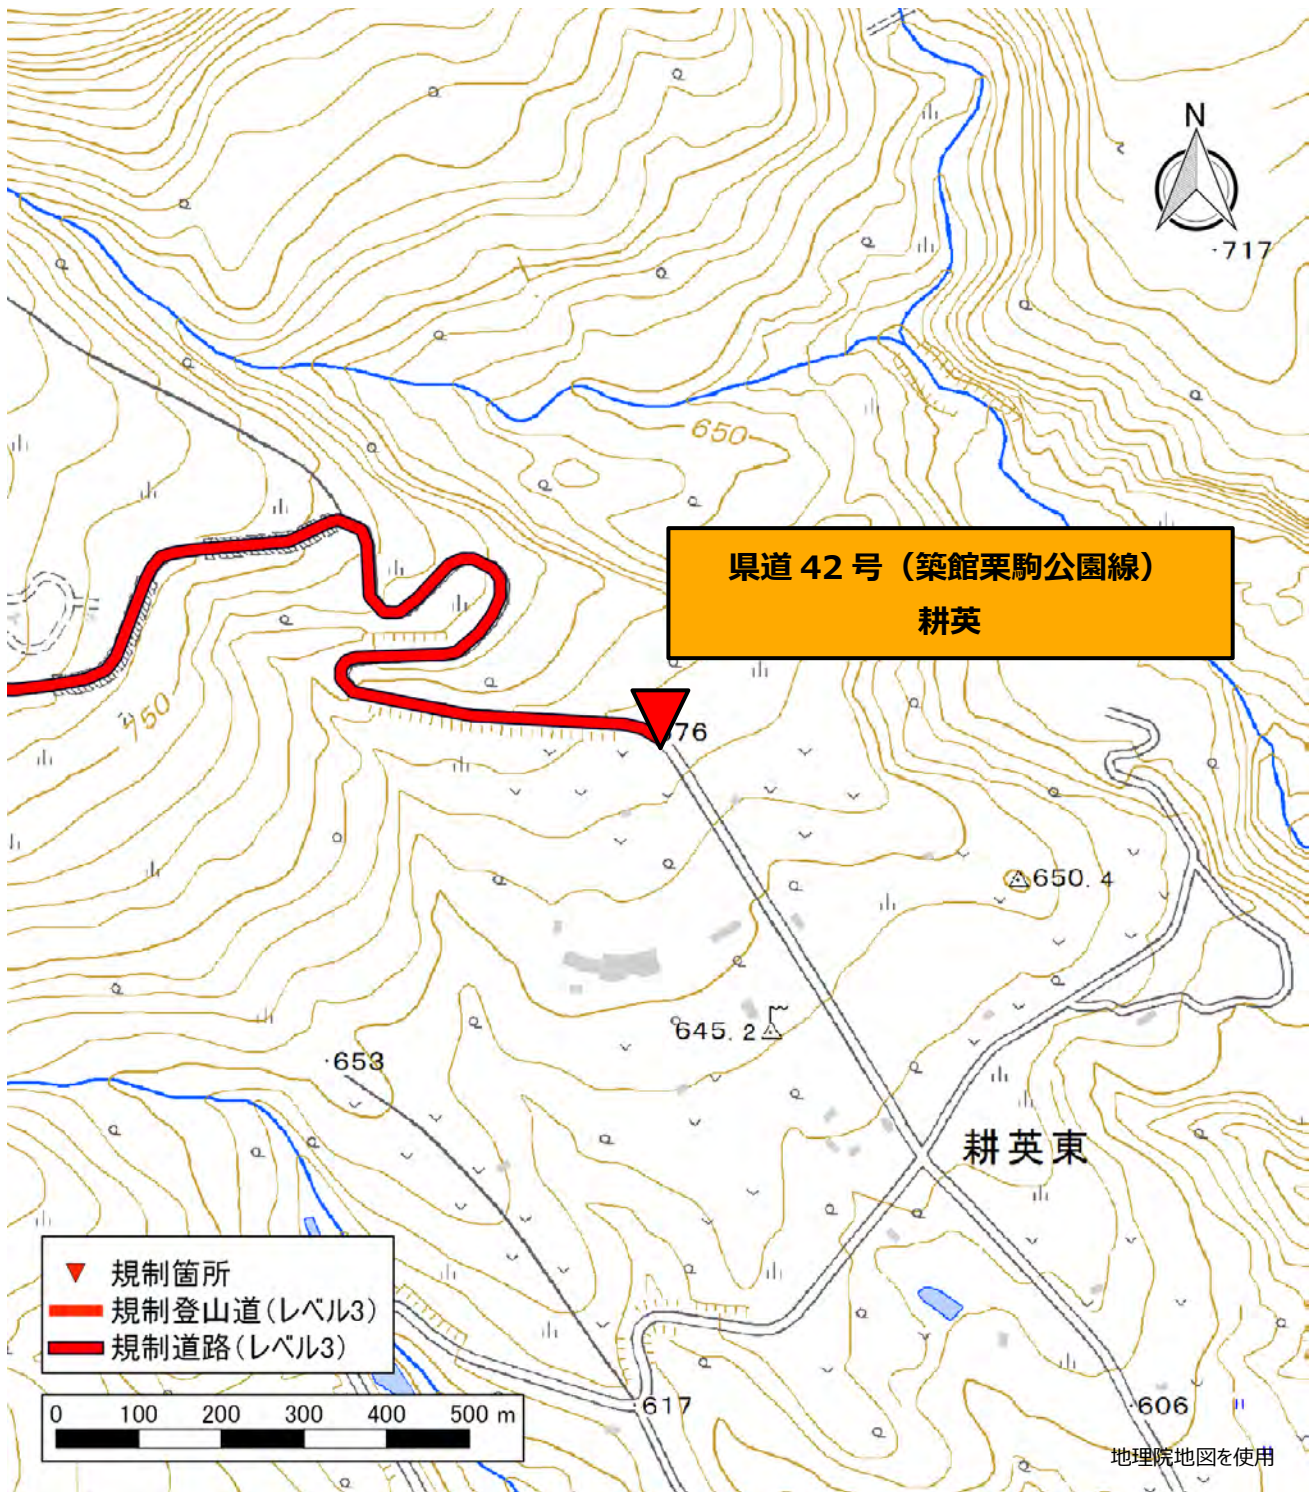 N
717
650
県道 42 号（築館栗駒公園線）
耕英
750
676
650.4
645.2
653
耕英東
規制箇所
規制登山道(レベル3)
規制道路(レベル3)
617
606
0 100 200 300 400 500 m
地理院地図を使用